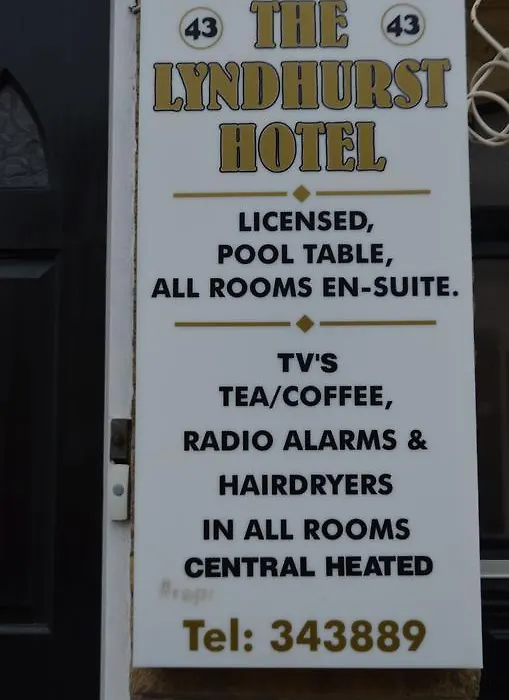 43 THE 43
LYNDHURST
HOTEL
LICENSED,
POOL TABLE,
ALL ROOMS EN-SUITE.
TV'S
TEA/COFFEE,
RADIO ALARMS &
HAIRDRYERS
IN ALL ROOMS
CENTRAL HEATED
Tel: 343889